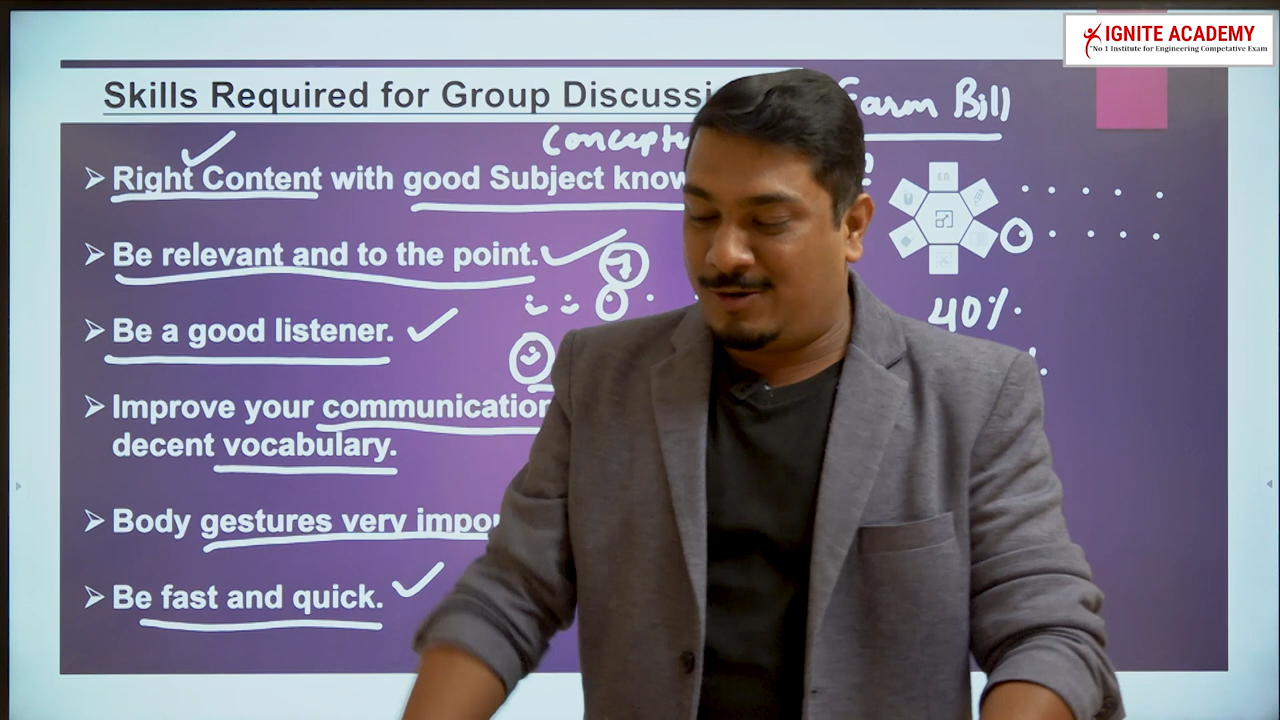 IGNITE ACADEMY
"No 1 Institute for Engineering Competative Exam
Skills Required for Group Discussi
Farm Bill
Conceptu
➢ Right Content with good Subject know
➢ Be relevant and to the point.
➢ Be a good listener.
40%
➢ Improve your communication
decent vocabulary.
➢ Body gestures very impo
➢ Be fast and quick.